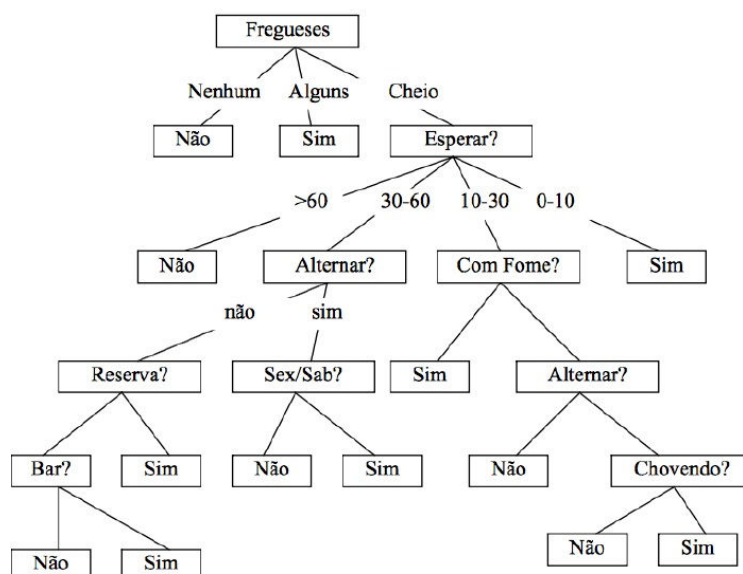 Fregueses
Nenhum Alguns Cheio
Não Sim Esperar?
>60 30-60 10-30 0-10
Não Alternar? Com Fome? Sim
não sim
Reserva? Sex/Sab? Sim Alternar?
Bar? Sim Não Sim Não Chovendo?
Não Sim Não Sim